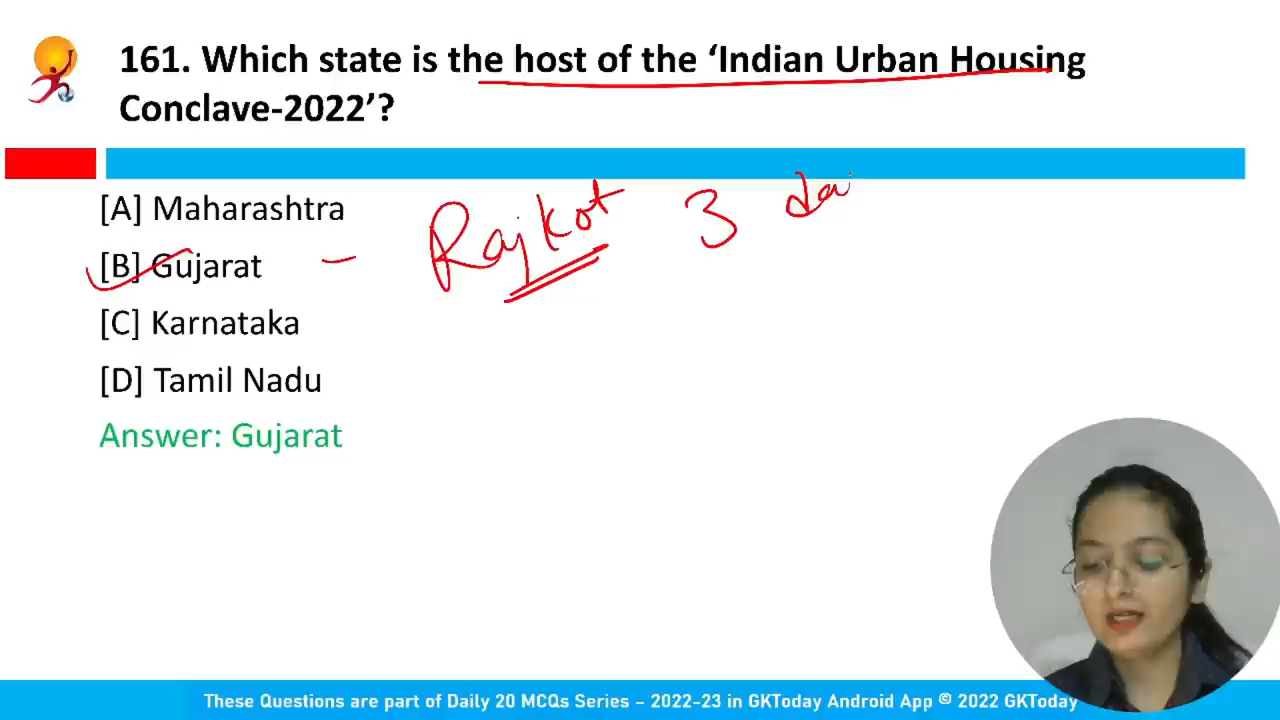 161. Which state is the host of the ‘Indian Urban Housing
Conclave-2022’?
[A] Maharashtra
Rajkot 3 dai
[B] Gujarat –
[C] Karnataka
[D] Tamil Nadu
Answer: Gujarat
These Questions are part of Daily 20 MCQs Series – 2022-23 in GKToday Android App © 2022 GKToday